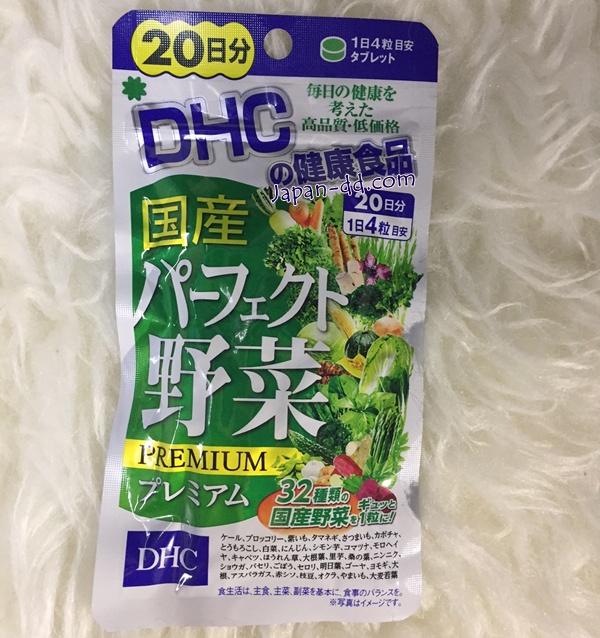 20日分
1日4粒目安
タブレット
DHC
毎日の健康を
考えた
高品質・低価格
の健康食品
Japan-dd.com
20日分
1日4粒目安
国産
パーフェクト
野菜
PREMIUM
プレミアム
32種類の
国産野菜を
ギュッと
1粒に!
DHC
ケール、ブロッコリー、紫いも、タマネギ、さつまいも、カボチャ、
とうもろこし、白菜、にんじん、シモン芋、コマツナ、モロヘイ
ヤ、キャベツ、ほうれん草、大根葉、里芋、桑の葉、ニンニク、
ショウガ、パセリ、ごぼう、セロリ、明日葉、ゴーヤ、ヨモギ、大
根、アスパラガス、赤シソ、枝豆、オクラ、やまいも、大麦若葉
食生活は、主食、主菜、副菜を基本に、食事のバランスを。
※写真はイメージです。